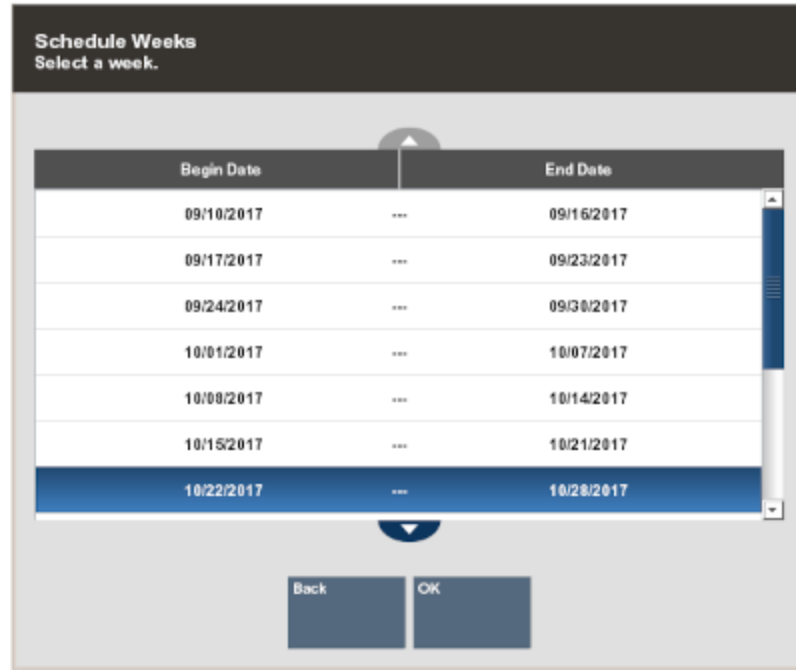 Schedule Weeks
Select a week.
Begin Date End Date
09/10/2017 --- 09/16/2017
09/17/2017 --- 09/23/2017
09/24/2017 --- 09/30/2017
10/01/2017 --- 10/07/2017
10/08/2017 --- 10/14/2017
10/15/2017 --- 10/21/2017
10/22/2017 --- 10/28/2017
Back OK